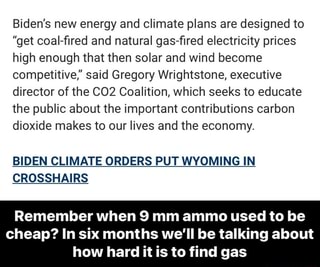 Biden's new energy and climate plans are designed to
"get coal-fired and natural gas-fired electricity prices
high enough that then solar and wind become
competitive," said Gregory Wrightstone, executive
director of the CO2 Coalition, which seeks to educate
the public about the important contributions carbon
dioxide makes to our lives and the economy.
BIDEN CLIMATE ORDERS PUT WYOMING IN
CROSSHAIRS
Remember when 9 mm ammo used to be
cheap? In six months we'll be talking about
how hard it is to find gas